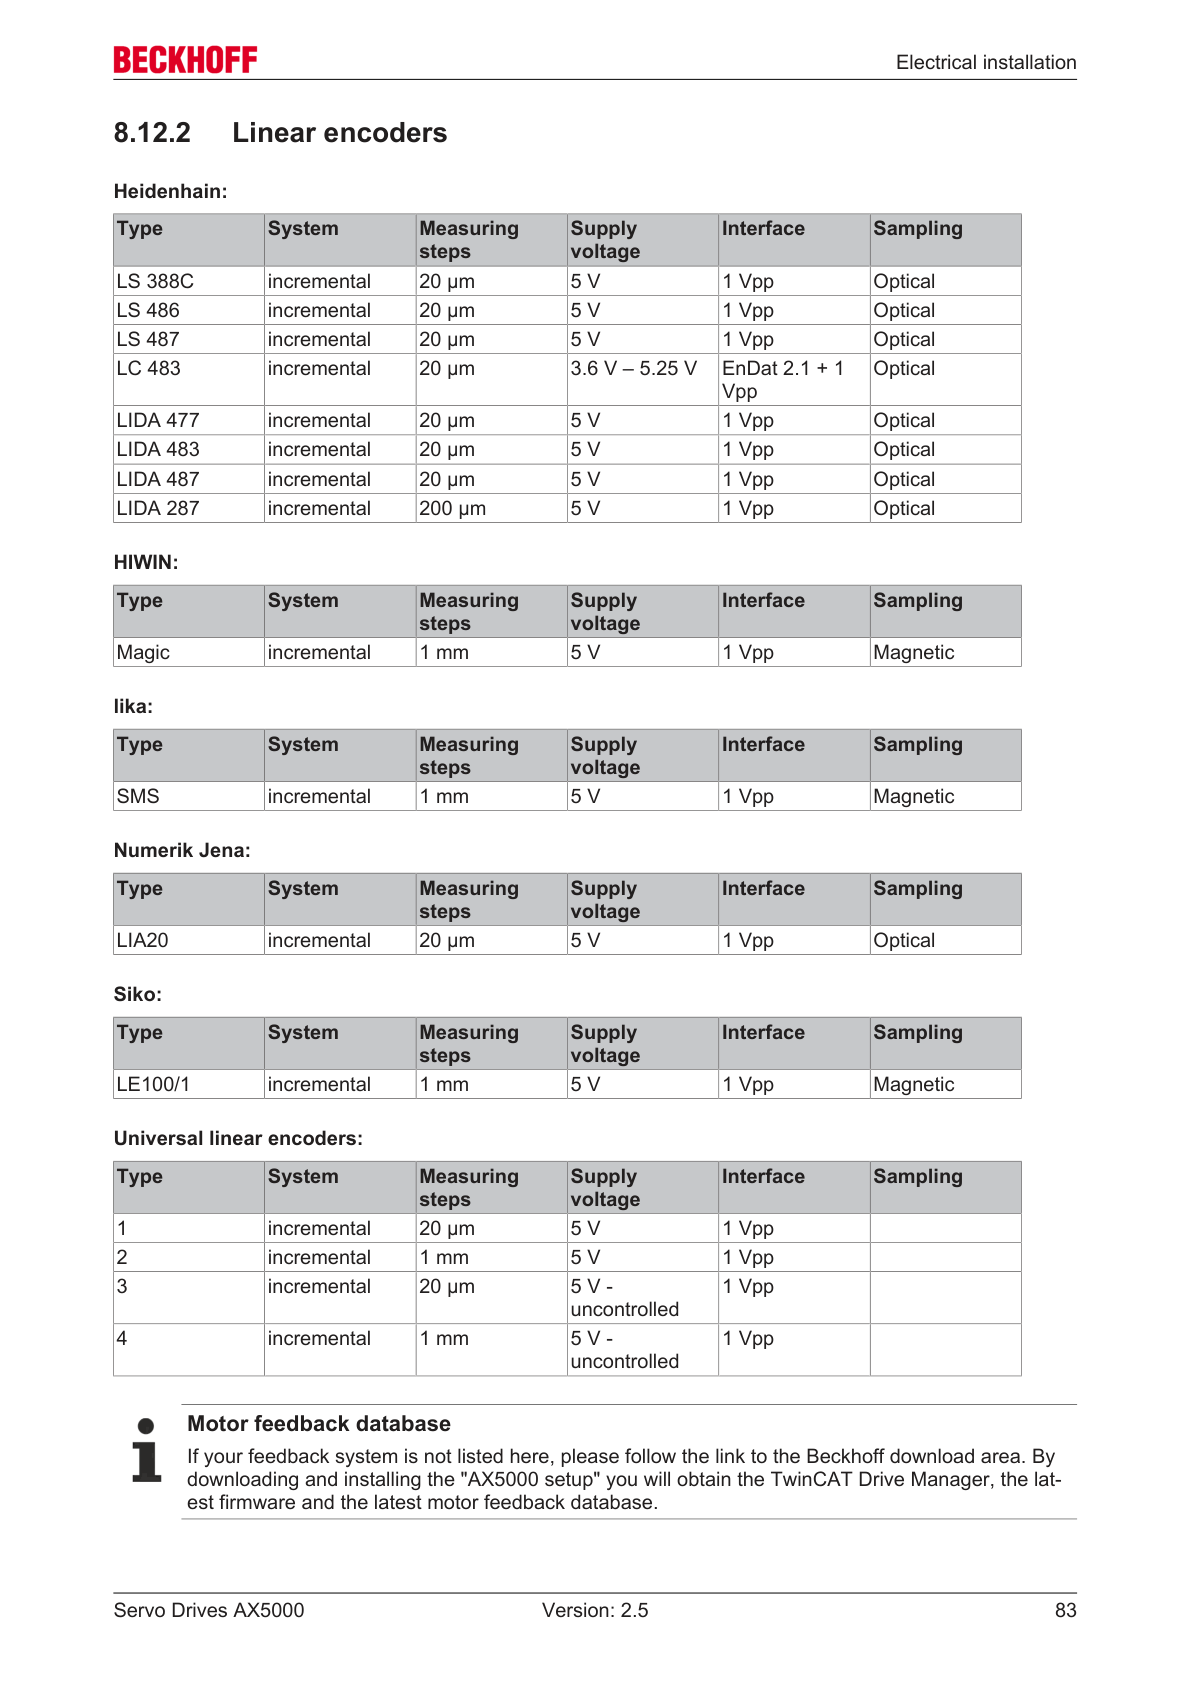 BECKHOFF
Electrical installation
8.12.2 Linear encoders
Heidenhain:
Type System Measuring steps Supply voltage Interface Sampling
LS 388C incremental 20 µm 5 V 1 Vpp Optical
LS 486 incremental 20 µm 5 V 1 Vpp Optical
LS 487 incremental 20 µm 5 V 1 Vpp Optical
LC 483 incremental 20 µm 3.6 V – 5.25 V EnDat 2.1 + 1 Vpp Optical
LIDA 477 incremental 20 µm 5 V 1 Vpp Optical
LIDA 483 incremental 20 µm 5 V 1 Vpp Optical
LIDA 487 incremental 20 µm 5 V 1 Vpp Optical
LIDA 287 incremental 200 µm 5 V 1 Vpp Optical
HIWIN:
Type System Measuring steps Supply voltage Interface Sampling
Magic incremental 1 mm 5 V 1 Vpp Magnetic
lika:
Type System Measuring steps Supply voltage Interface Sampling
SMS incremental 1 mm 5 V 1 Vpp Magnetic
Numerik Jena:
Type System Measuring steps Supply voltage Interface Sampling
LIA20 incremental 20 µm 5 V 1 Vpp Optical
Siko:
Type System Measuring steps Supply voltage Interface Sampling
LE100/1 incremental 1 mm 5 V 1 Vpp Magnetic
Universal linear encoders:
Type System Measuring steps Supply voltage Interface Sampling
1 incremental 20 µm 5 V 1 Vpp
2 incremental 1 mm 5 V 1 Vpp
3 incremental 20 µm 5 V - uncontrolled 1 Vpp
4 incremental 1 mm 5 V - uncontrolled 1 Vpp
Motor feedback database
If your feedback system is not listed here, please follow the link to the Beckhoff download area. By
downloading and installing the "AX5000 setup" you will obtain the TwinCAT Drive Manager, the lat-
est firmware and the latest motor feedback database.
Servo Drives AX5000 Version: 2.5 83